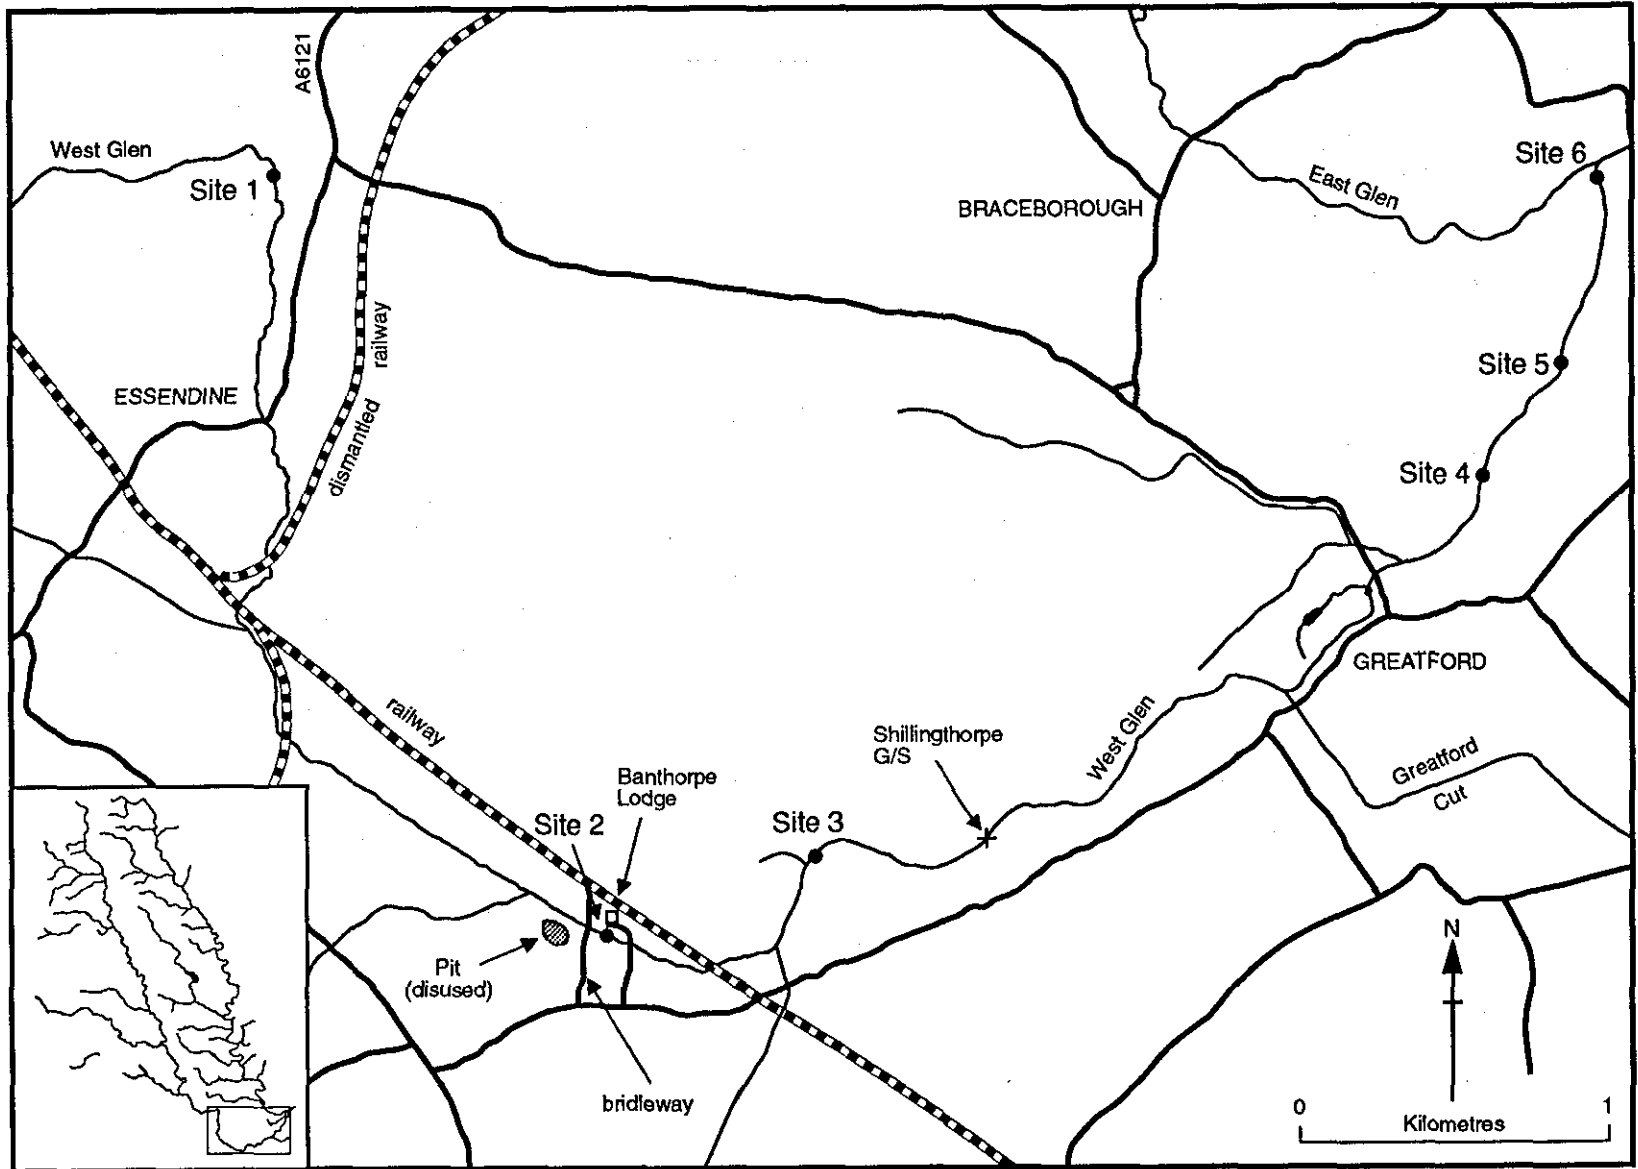 A6121
West Glen
Site 1
Site 6
East Glen
BRACEBOROUGH
railway
dismantled
Site 5
ESSENDINE
Site 4
GREATFORD
railway
West Glen
Shillingthorpe
G/S
Greatford
Cut
Banthorpe
Lodge
Site 2
Site 3
Pit
(disused)
N
bridleway
0
1
Kilometres